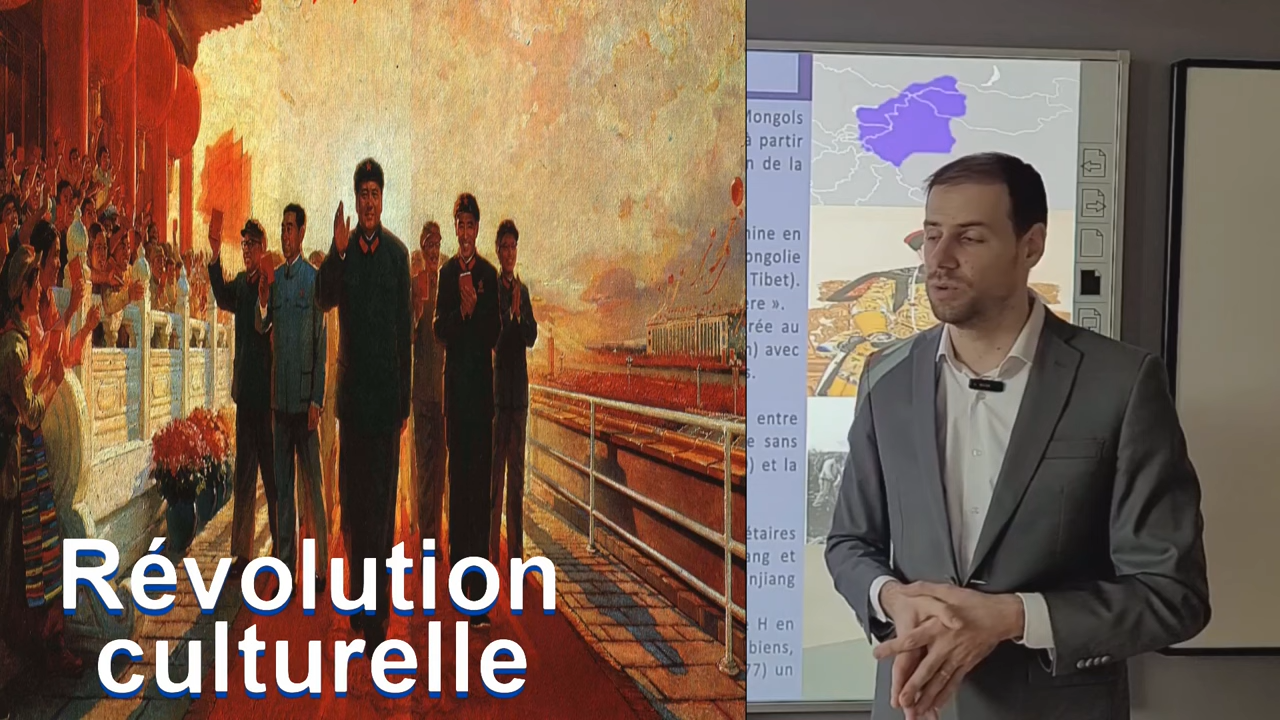 Révolution
culturelle
Mongols
à partir
n de la
hine en
ongolie
Tibet).
ère ».
rée au
n) avec
s.
entre
e sans
) et la
étaires
ang et
njiang
e H en
biens,
77) un